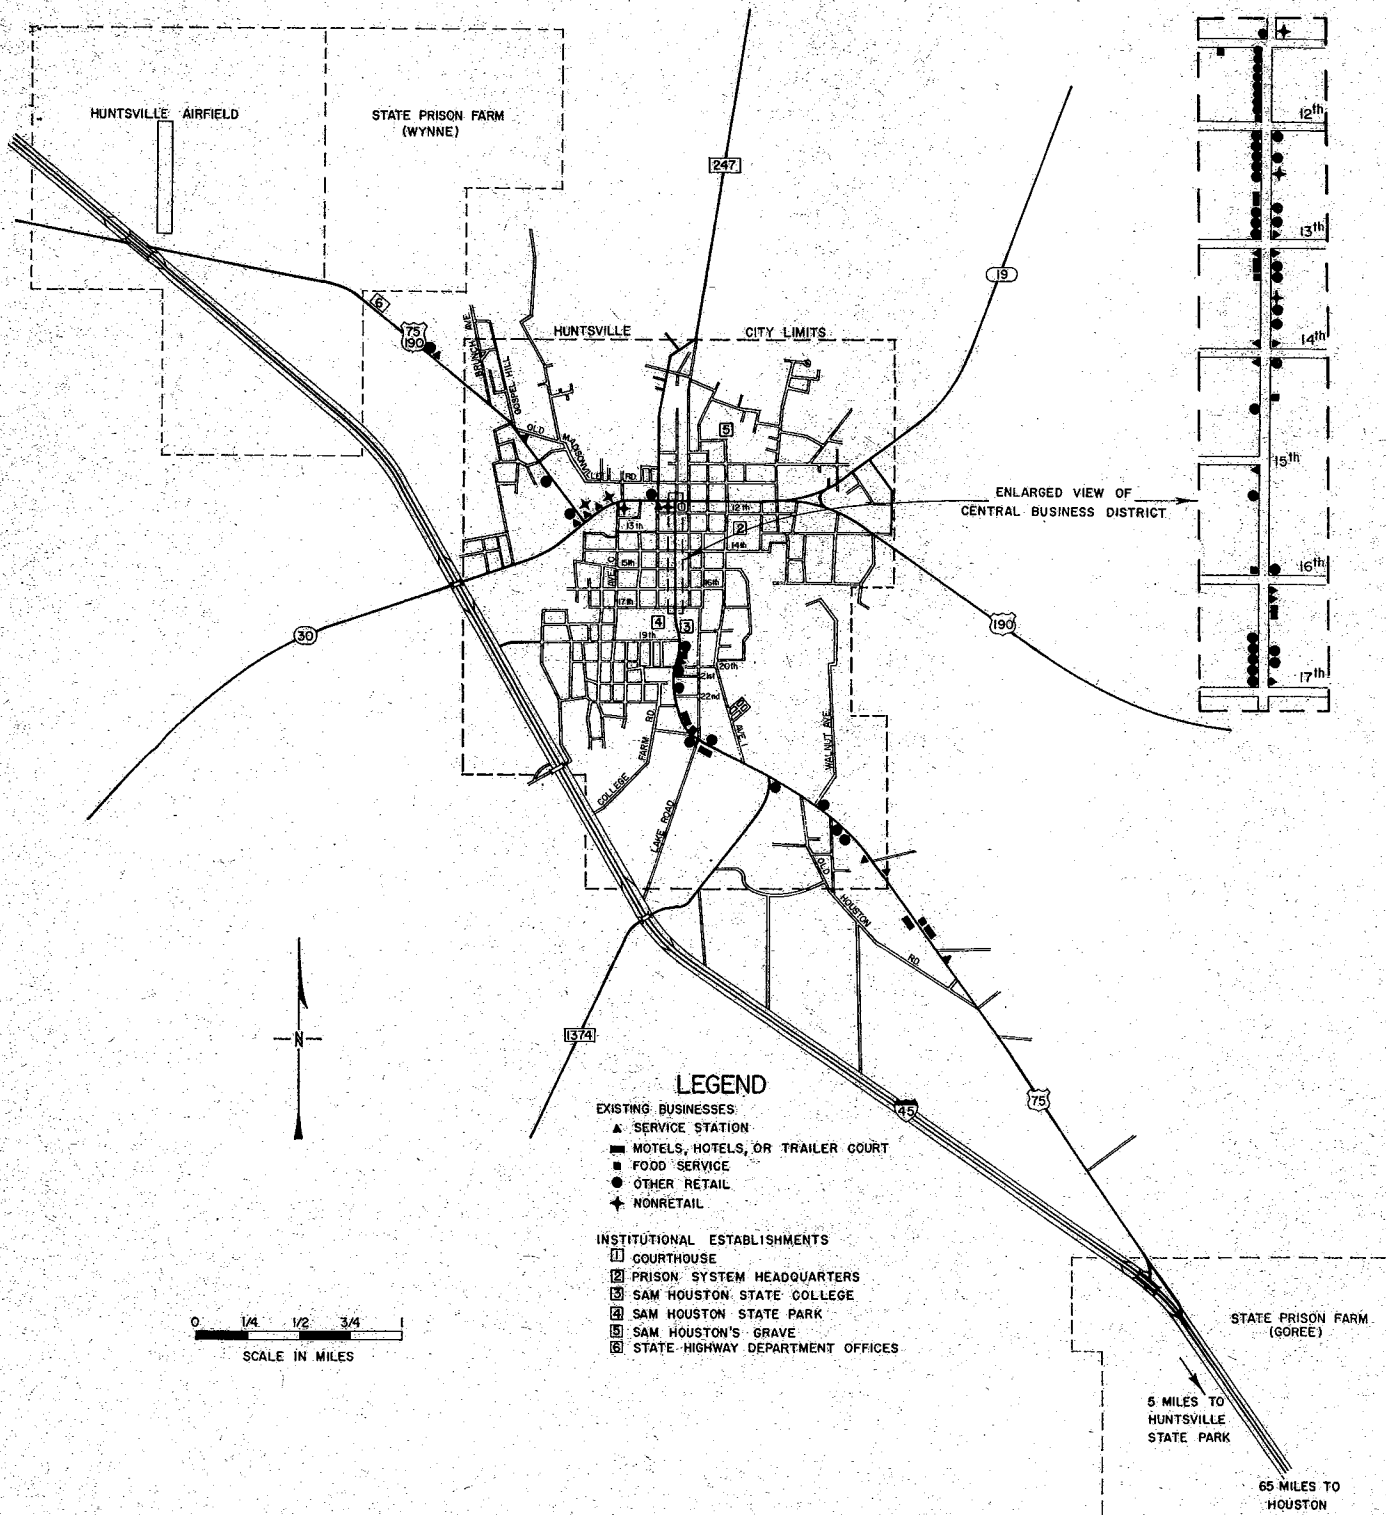 HUNTSVILLE AIRFIELD
STATE PRISON FARM
(WYNNE)
247
19
6
75
190
BRUNCH AVE
GOSPEL HILL
HUNTSVILLE CITY LIMITS
OLD MADISONVILLE RD
5
1
12th
2
13th
14th
15th
AVE O
16th
17th
4
3
19th
20th
21st
22nd
AVE I
WALNUT AVE
COLLEGE FARM RD
LAKE ROAD
OLD HOUSTON RD
30
190
ENLARGED VIEW OF
CENTRAL BUSINESS DISTRICT
12th
13th
14th
15th
16th
17th
N
1374
45
75
LEGEND
EXISTING BUSINESSES
SERVICE STATION
MOTELS, HOTELS, OR TRAILER COURT
FOOD SERVICE
OTHER RETAIL
NONRETAIL
INSTITUTIONAL ESTABLISHMENTS
1 COURTHOUSE
2 PRISON SYSTEM HEADQUARTERS
3 SAM HOUSTON STATE COLLEGE
4 SAM HOUSTON STATE PARK
5 SAM HOUSTON'S GRAVE
6 STATE HIGHWAY DEPARTMENT OFFICES
0 1/4 1/2 3/4 1
SCALE IN MILES
STATE PRISON FARM
(GOREE)
5 MILES TO
HUNTSVILLE
STATE PARK
65 MILES TO
HOUSTON